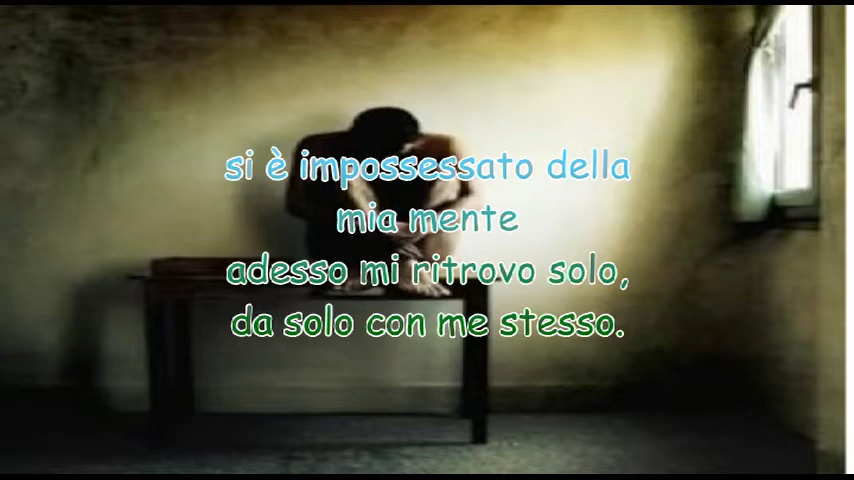 si è impossessato della
mia mente
adesso mi ritrovo solo,
da solo con me stesso.